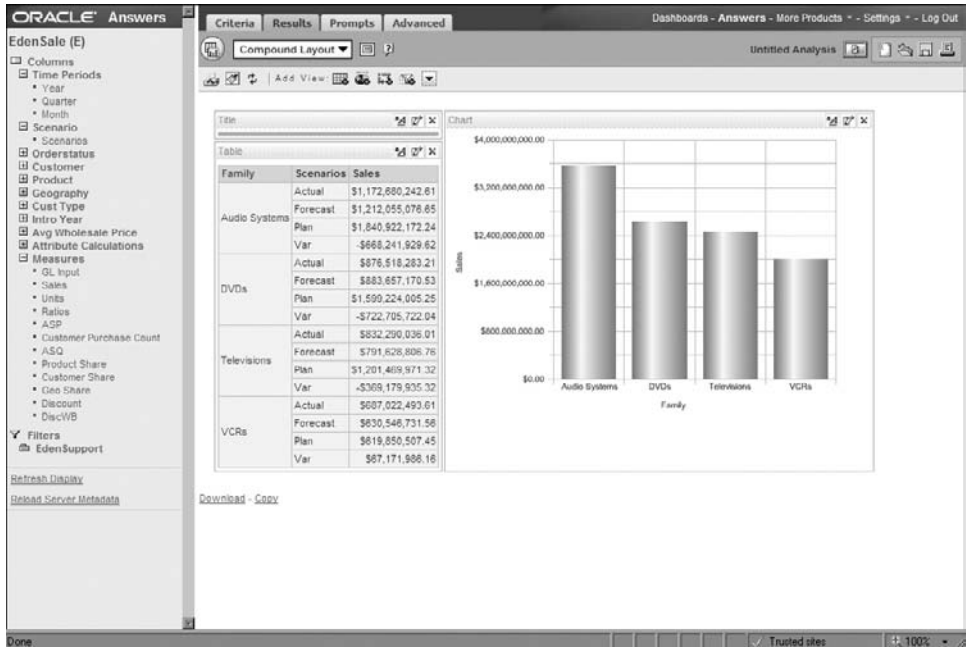 ORACLE' Answers
Criteria Results Prompts Advanced
Dashboards - Answers - More Products - Settings - Log Out
EdenSale (E)
Compound Layout
Untitled Analysis
Add View:
Columns
Time Periods
Year
Quarter
Month
Scenario
Scenarios
Orderstatus
Customer
Product
Geography
Cust Type
Intro Year
Avg Wholesale Price
Attribute Calculations
Measures
GL Input
Sales
Units
Ratios
ASP
Customer Purchase Count
ASQ
Product Share
Customer Share
Geo Share
Discount
DiscWB
Filters
EdenSupport
Refresh Display
Reload Server Metadata
Title
Table
Family Scenarios Sales
Audio Systems
Actual $1,172,680,242.61
Forecast $1,212,055,076.65
Plan $1,840,922,172.24
Var -$668,241,929.62
DVDs
Actual $876,518,283.21
Forecast $883,657,170.53
Plan $1,599,224,005.25
Var -$722,705,722.04
Televisions
Actual $832,290,036.01
Forecast $791,628,806.76
Plan $1,201,469,971.32
Var -$369,179,935.32
VCRs
Actual $687,022,493.61
Forecast $630,546,731.56
Plan $619,850,507.45
Var $67,171,986.16
Chart
$4,000,000,000.00
$3,200,000,000.00
$2,400,000,000.00
$1,600,000,000.00
$800,000,000.00
$0.00
Sales
Audio Systems DVDs Televisions VCRs
Family
Download - Copy
Done
Trusted sites
100%